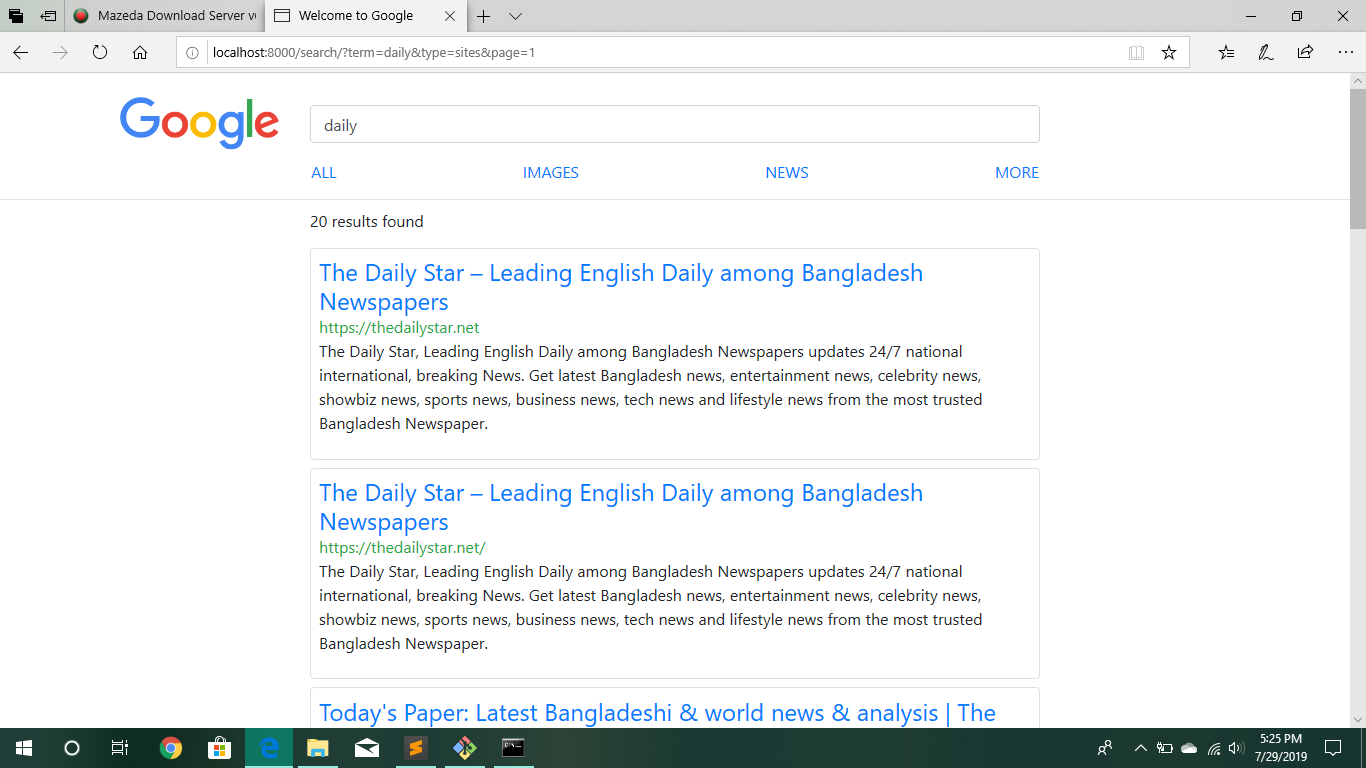 Mazeda Download Server v
Welcome to Google
localhost:8000/search/?term=daily&type=sites&page=1
Google
daily
ALL IMAGES NEWS MORE
20 results found
The Daily Star – Leading English Daily among Bangladesh
Newspapers
https://thedailystar.net
The Daily Star, Leading English Daily among Bangladesh Newspapers updates 24/7 national
international, breaking News. Get latest Bangladesh news, entertainment news, celebrity news,
showbiz news, sports news, business news, tech news and lifestyle news from the most trusted
Bangladesh Newspaper.
The Daily Star – Leading English Daily among Bangladesh
Newspapers
https://thedailystar.net/
The Daily Star, Leading English Daily among Bangladesh Newspapers updates 24/7 national
international, breaking News. Get latest Bangladesh news, entertainment news, celebrity news,
showbiz news, sports news, business news, tech news and lifestyle news from the most trusted
Bangladesh Newspaper.
Today's Paper: Latest Bangladeshi & world news & analysis | The
5:25 PM
7/29/2019